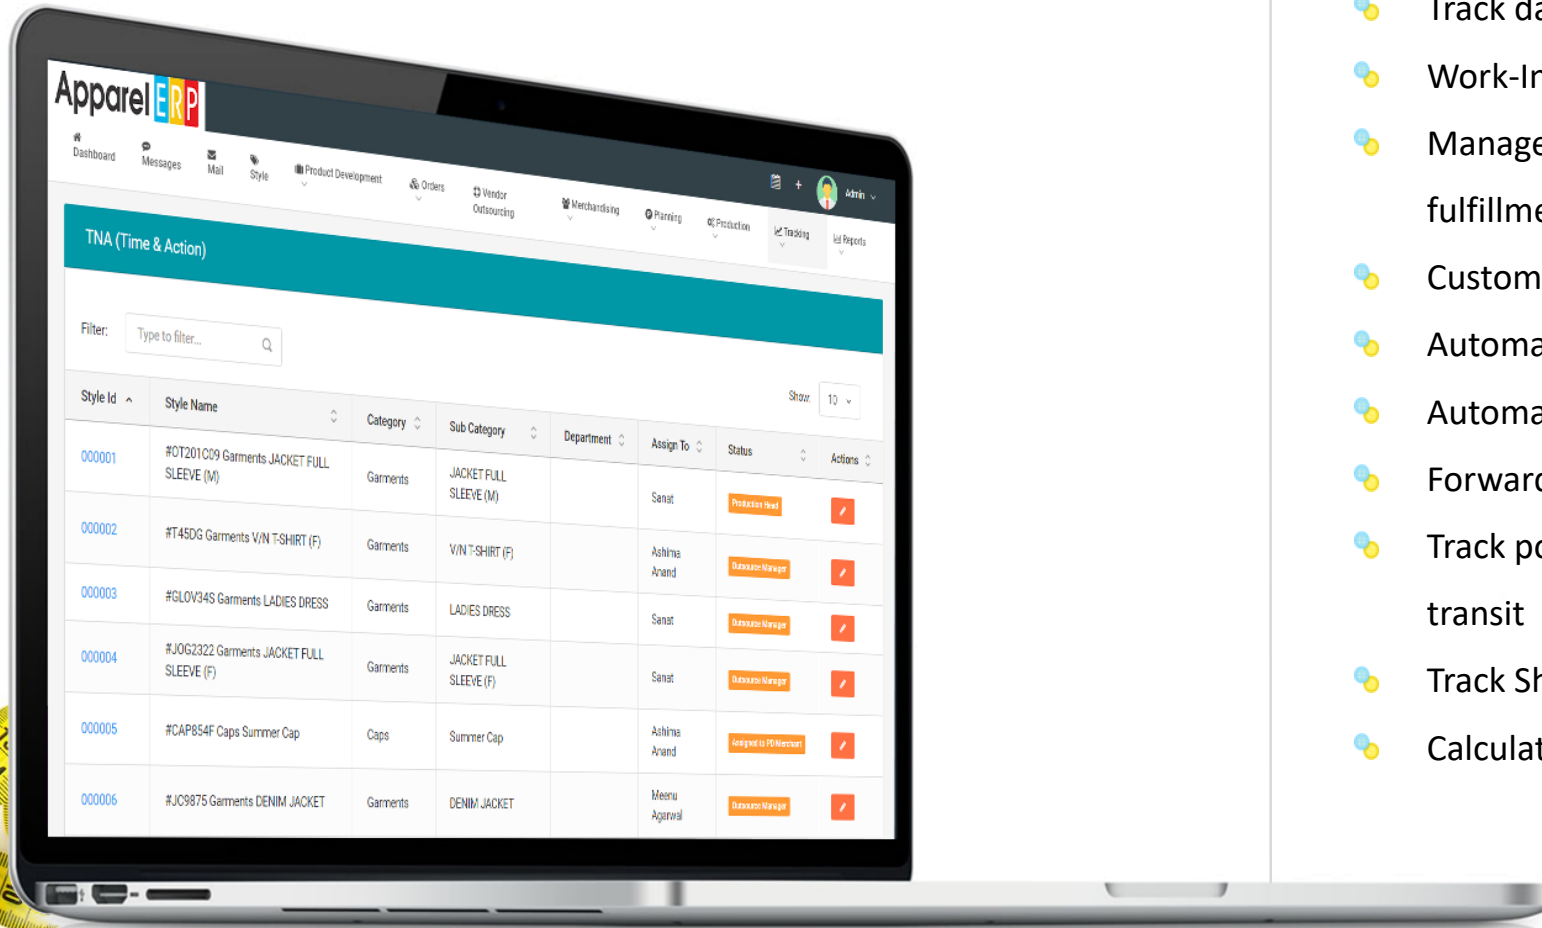 Apparel ERP
Admin
Dashboard
Messages
Mail
Style
Product Development
Orders
Vendor
Outsourcing
Merchandising
Planning
Production
Tracking
Reports
TNA (Time & Action)
Filter: Type to filter...
Show: 10
Style Id Style Name Category Sub Category Department Assign To Status Actions
000001 #OT201C09 Garments JACKET FULL Garments JACKET FULL Sanat Production Head
SLEEVE (M) SLEEVE (M)
000002 #T45DG Garments V/N T-SHIRT (F) Garments V/N T-SHIRT (F) Ashima Outsource Manager
Anand
000003 #GLOV34S Garments LADIES DRESS Garments LADIES DRESS Sanat Outsource Manager
000004 #JOG2322 Garments JACKET FULL Garments JACKET FULL Sanat Outsource Manager
SLEEVE (F) SLEEVE (F)
000005 #CAP854F Caps Summer Cap Caps Summer Cap Ashima Assigned to PD Merchant
Anand
000006 #JC9875 Garments DENIM JACKET Garments DENIM JACKET Meenu Outsource Manager
Agarwal
Track da
Work-In
Manage
fulfillme
Custom
Automa
Automa
Forward
Track po
transit
Track Sh
Calculat